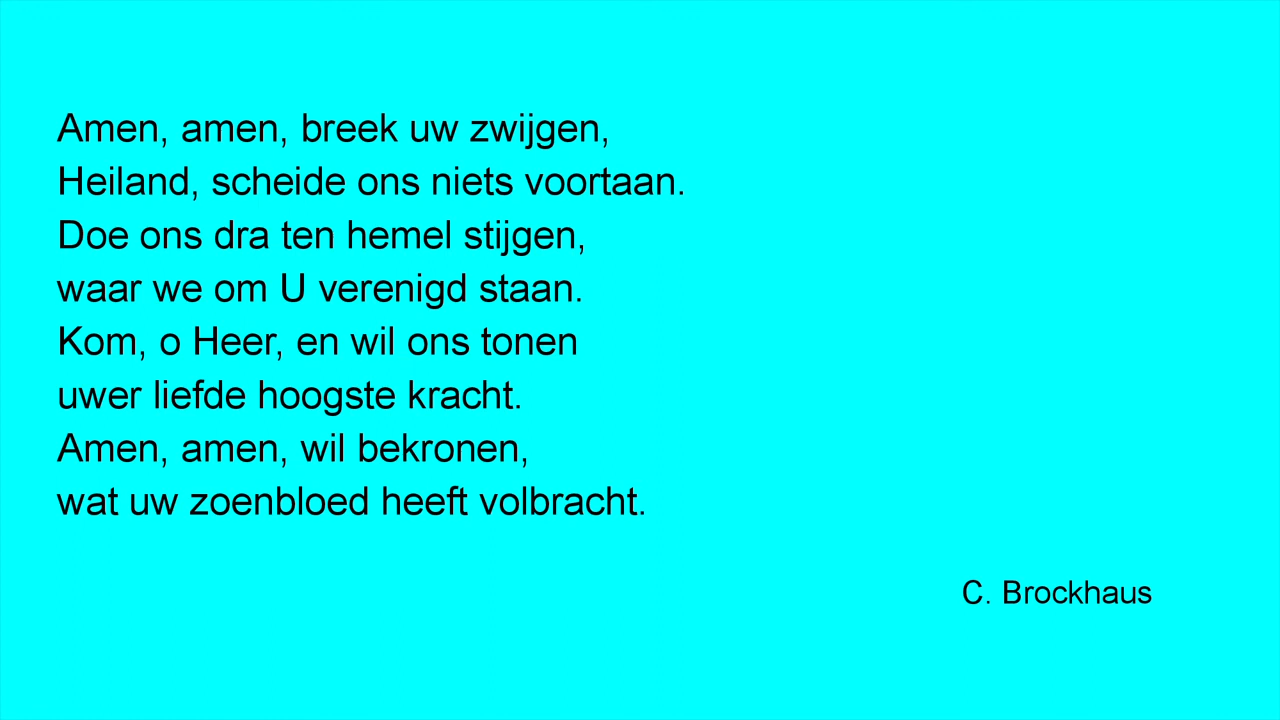 Amen, amen, breek uw zwijgen,
Heiland, scheide ons niets voortaan.
Doe ons dra ten hemel stijgen,
waar we om U verenigd staan.
Kom, o Heer, en wil ons tonen
uwer liefde hoogste kracht.
Amen, amen, wil bekronen,
wat uw zoenbloed heeft volbracht.
C. Brockhaus